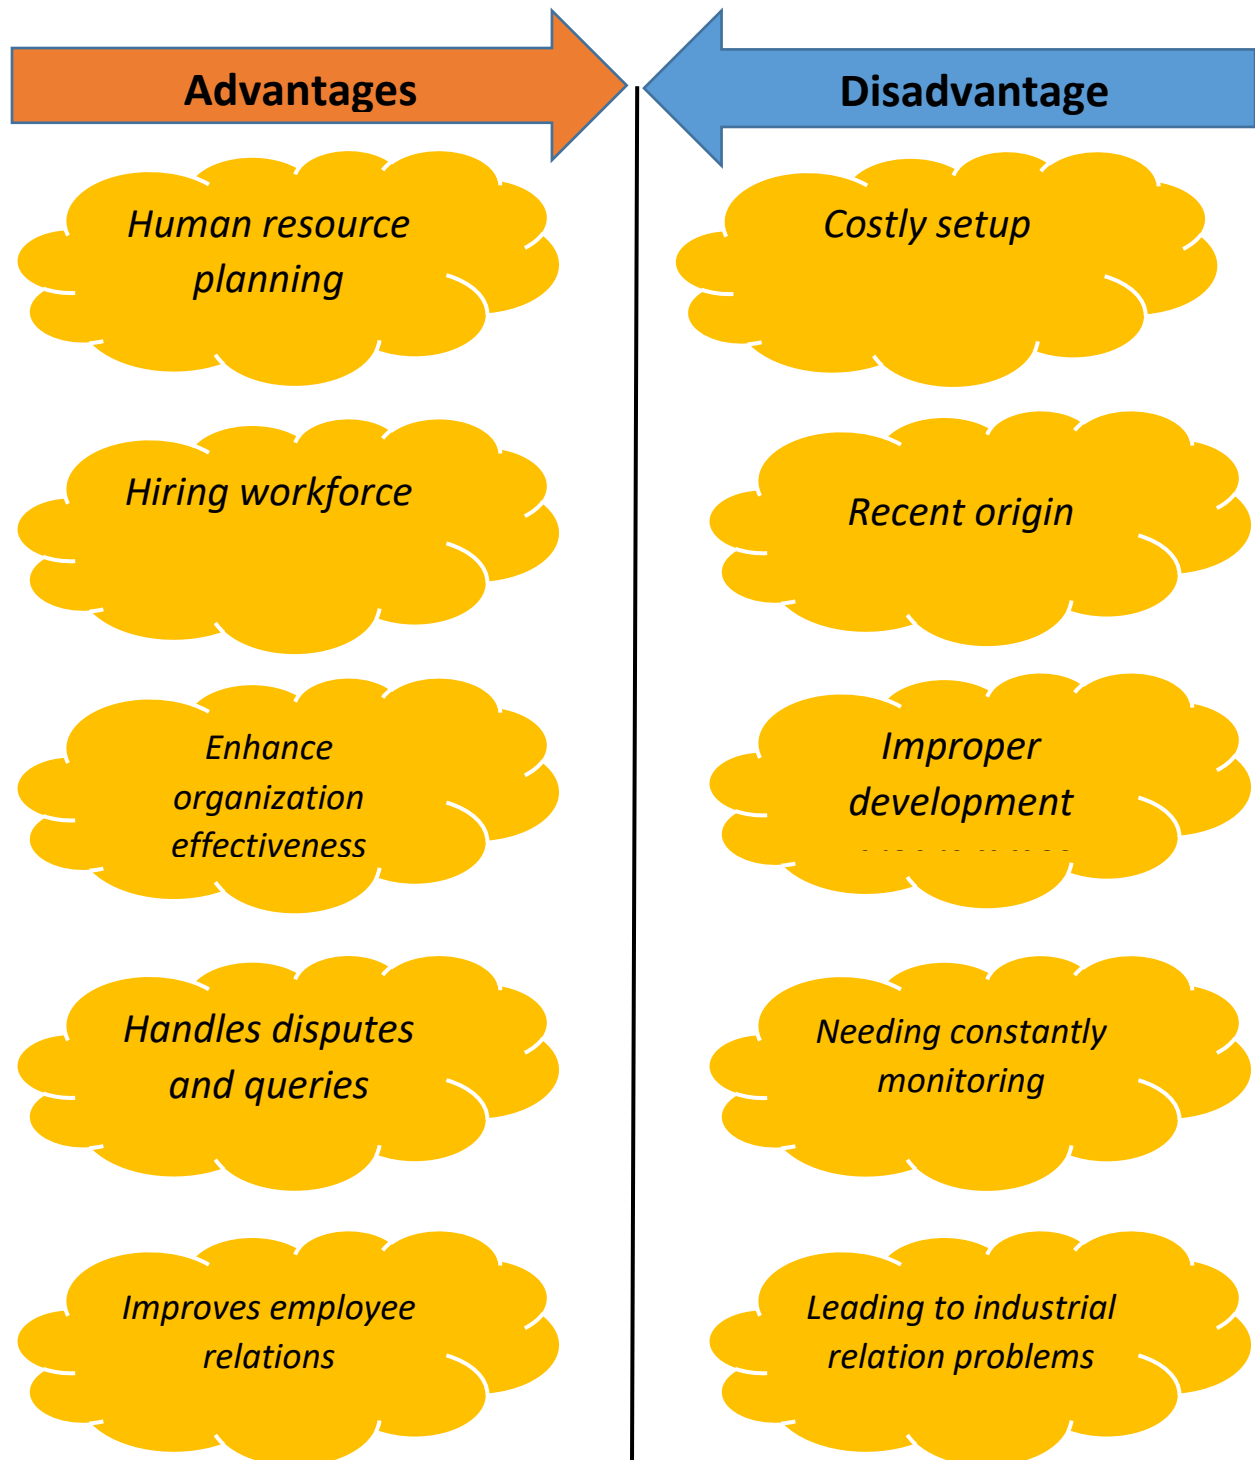 Advantages
Disadvantage
Human resource
planning
Costly setup
Hiring workforce
Recent origin
Enhance
organization
effectiveness
Improper
development
Handles disputes
and queries
Needing constantly
monitoring
Improves employee
relations
Leading to industrial
relation problems